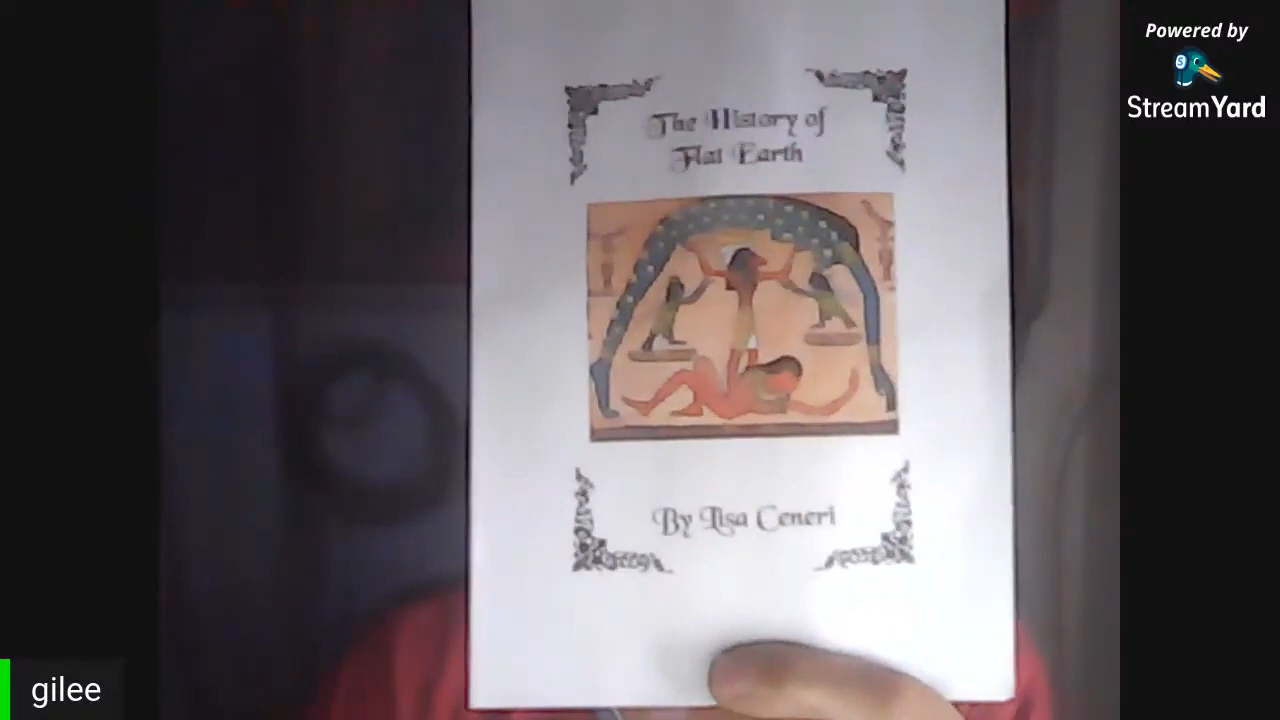 Powered by
StreamYard
The History of
Flat Earth
By Lisa Ceneri
gilee